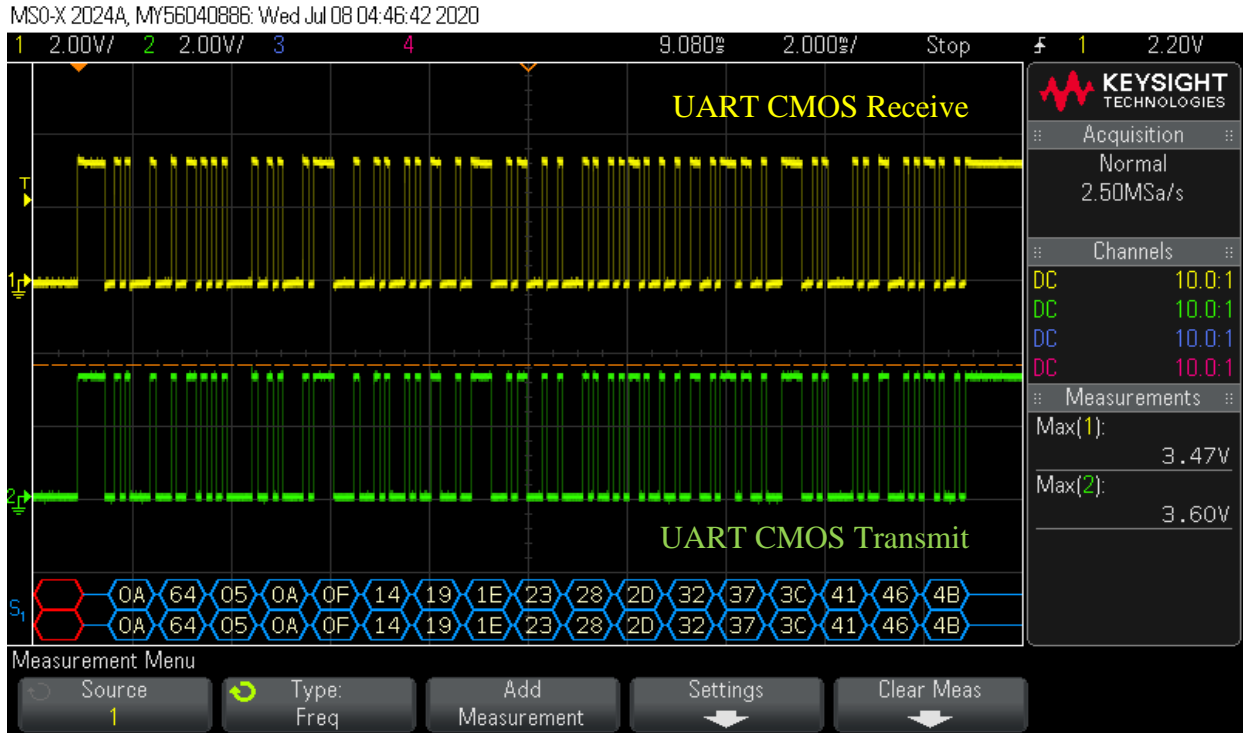 MSO-X 2024A, MY56040886: Wed Jul 08 04:46:42 2020
1 2.00V/ 2 2.00V/ 3 4 9.080ms 2.000ms/ Stop 1 2.20V
UART CMOS Receive
KEYSIGHT
TECHNOLOGIES
Acquisition
Normal
2.50MSa/s
Channels
DC 10.0:1
DC 10.0:1
DC 10.0:1
DC 10.0:1
Measurements
Max(1):
3.47V
Max(2):
3.60V
T
1
2
UART CMOS Transmit
S1
0A 64 05 0A 0F 14 19 1E 23 28 2D 32 37 3C 41 46 4B
0A 64 05 0A 0F 14 19 1E 23 28 2D 32 37 3C 41 46 4B
Measurement Menu
Source
1
Type:
Freq
Add
Measurement
Settings
Clear Meas